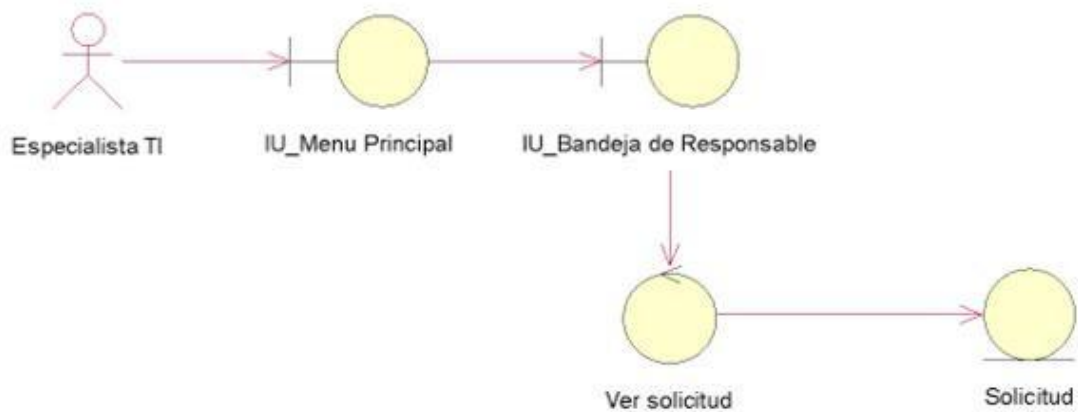 Especialista TI
IU_Menu Principal
IU_Bandeja de Responsable
Ver solicitud
Solicitud